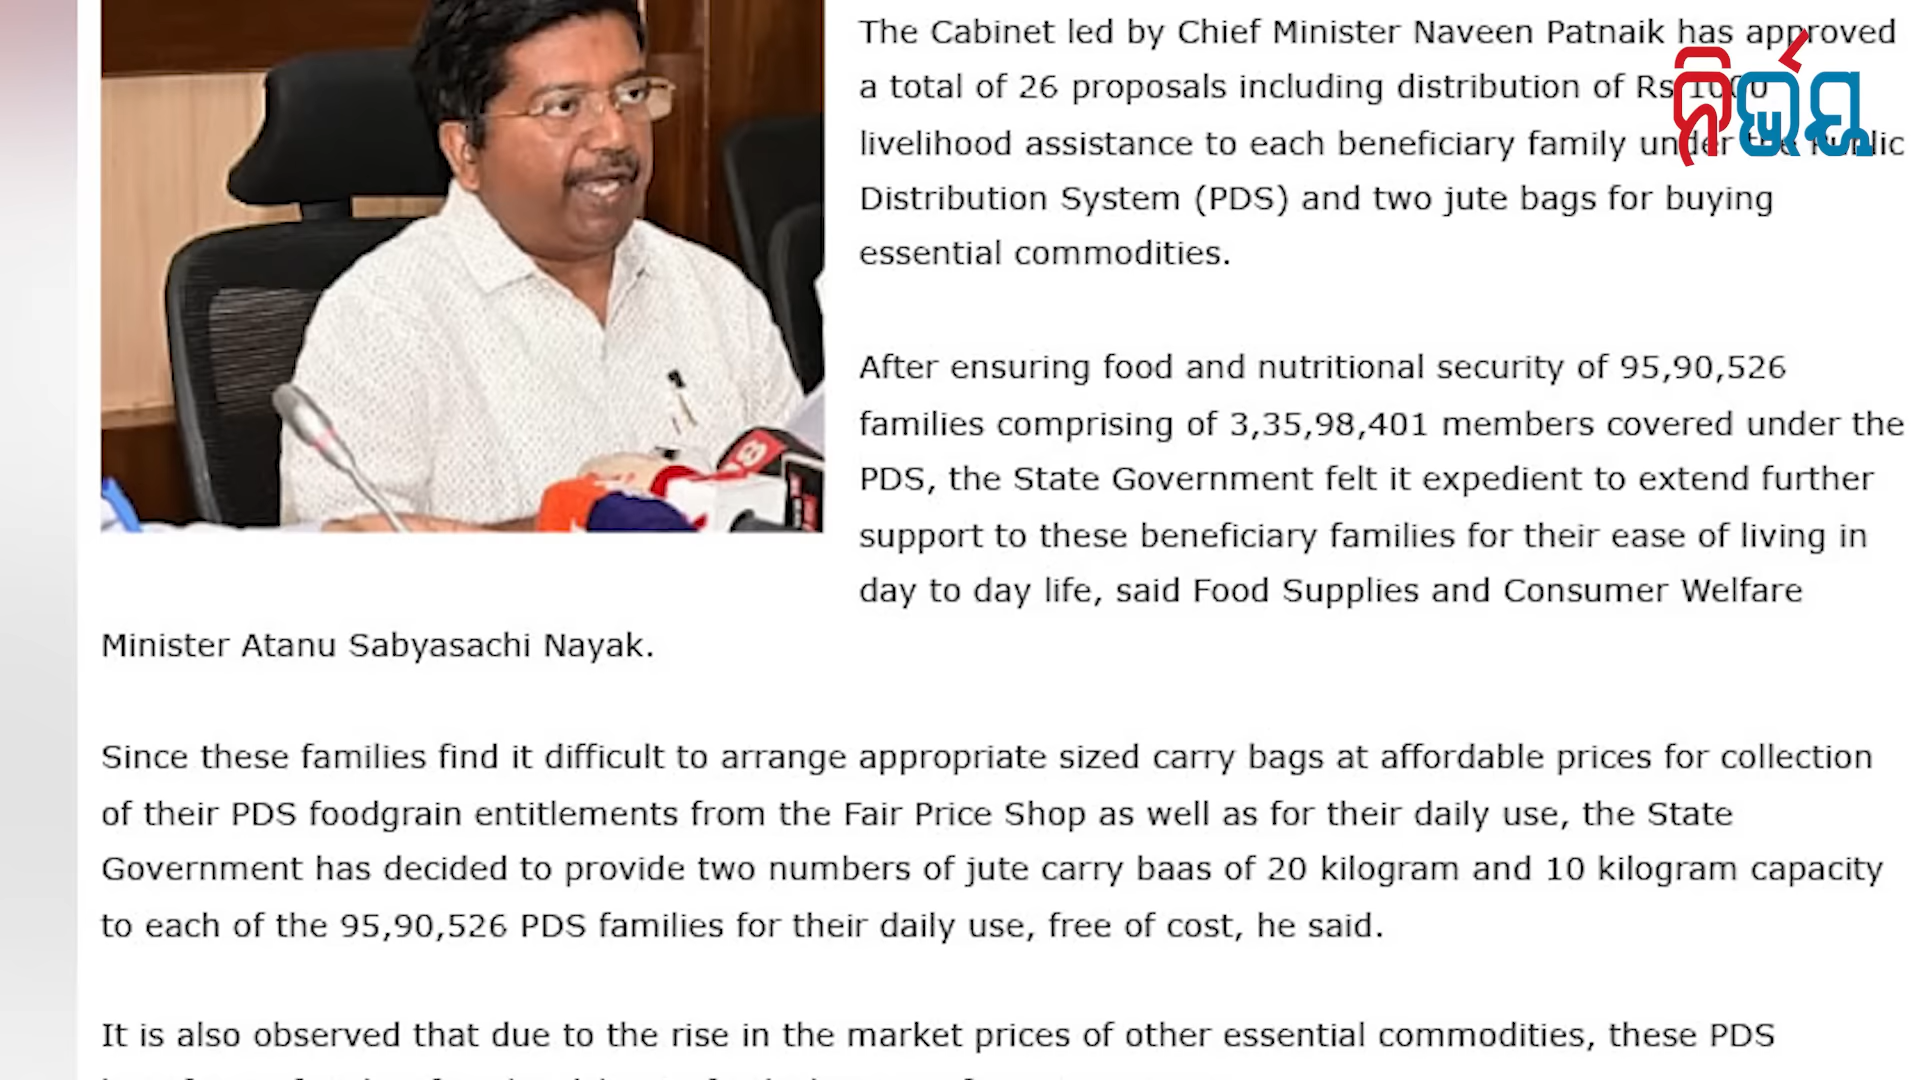 The Cabinet led by Chief Minister Naveen Patnaik has approved
a total of 26 proposals including distribution of Rs 1000
ନିର୍ଭୟ
livelihood assistance to each beneficiary family under the Public
Distribution System (PDS) and two jute bags for buying
essential commodities.
After ensuring food and nutritional security of 95,90,526
families comprising of 3,35,98,401 members covered under the
PDS, the State Government felt it expedient to extend further
support to these beneficiary families for their ease of living in
day to day life, said Food Supplies and Consumer Welfare
Minister Atanu Sabyasachi Nayak.
Since these families find it difficult to arrange appropriate sized carry bags at affordable prices for collection
of their PDS foodgrain entitlements from the Fair Price Shop as well as for their daily use, the State
Government has decided to provide two numbers of jute carry baas of 20 kilogram and 10 kilogram capacity
to each of the 95,90,526 PDS families for their daily use, free of cost, he said.
It is also observed that due to the rise in the market prices of other essential commodities, these PDS